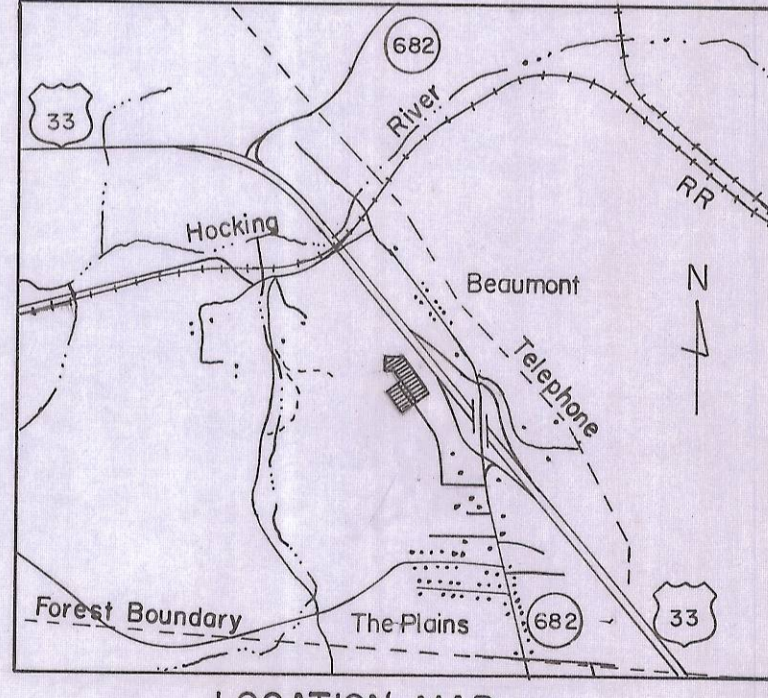 682
33
River
RR
Hocking
Beaumont
N
Telephone
Forest Boundary
The Plains
682
33
LOCATION MAP